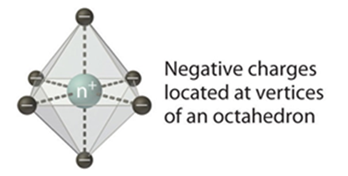 n+
Negative charges
located at vertices
of an octahedron